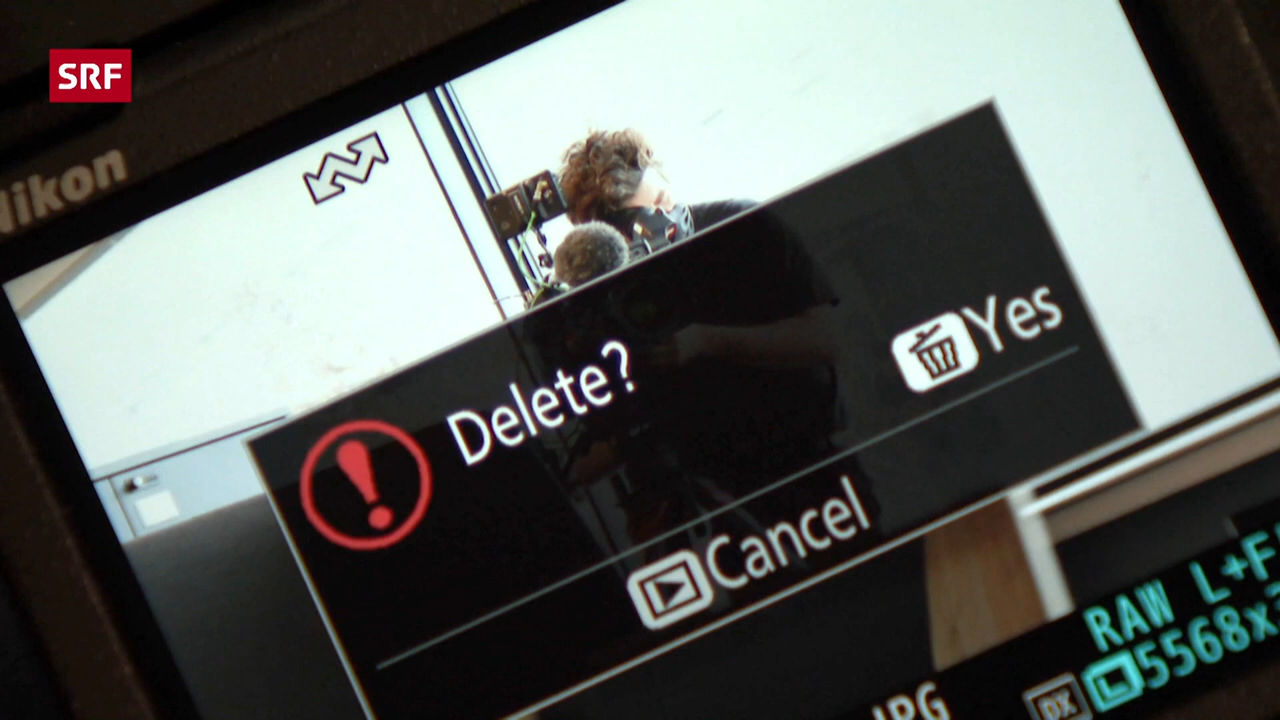 SRF
Nikon
Delete?
Yes
Cancel
RAW L+F
JPG
DX L 5568x